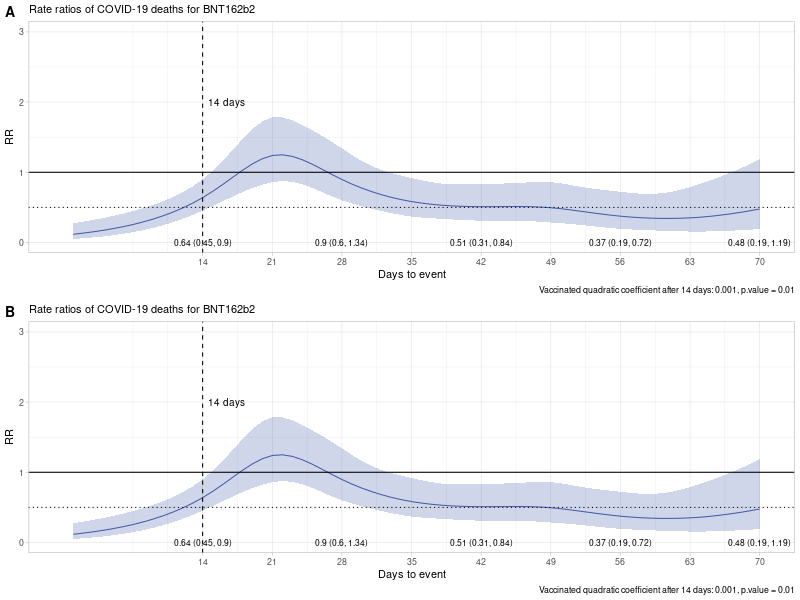 A
Rate ratios of COVID-19 deaths for BNT162b2
3
2
1
0
RR
14 days
0.64 (0.45, 0.9) 0.9 (0.6, 1.34) 0.51 (0.31, 0.84) 0.37 (0.19, 0.72) 0.48 (0.19, 1.19)
14 21 28 35 42 49 56 63 70
Days to event
Vaccinated quadratic coefficient after 14 days: 0.001, p.value = 0.01
B
Rate ratios of COVID-19 deaths for BNT162b2
3
2
1
0
RR
14 days
0.64 (0.45, 0.9) 0.9 (0.6, 1.34) 0.51 (0.31, 0.84) 0.37 (0.19, 0.72) 0.48 (0.19, 1.19)
14 21 28 35 42 49 56 63 70
Days to event
Vaccinated quadratic coefficient after 14 days: 0.001, p.value = 0.01